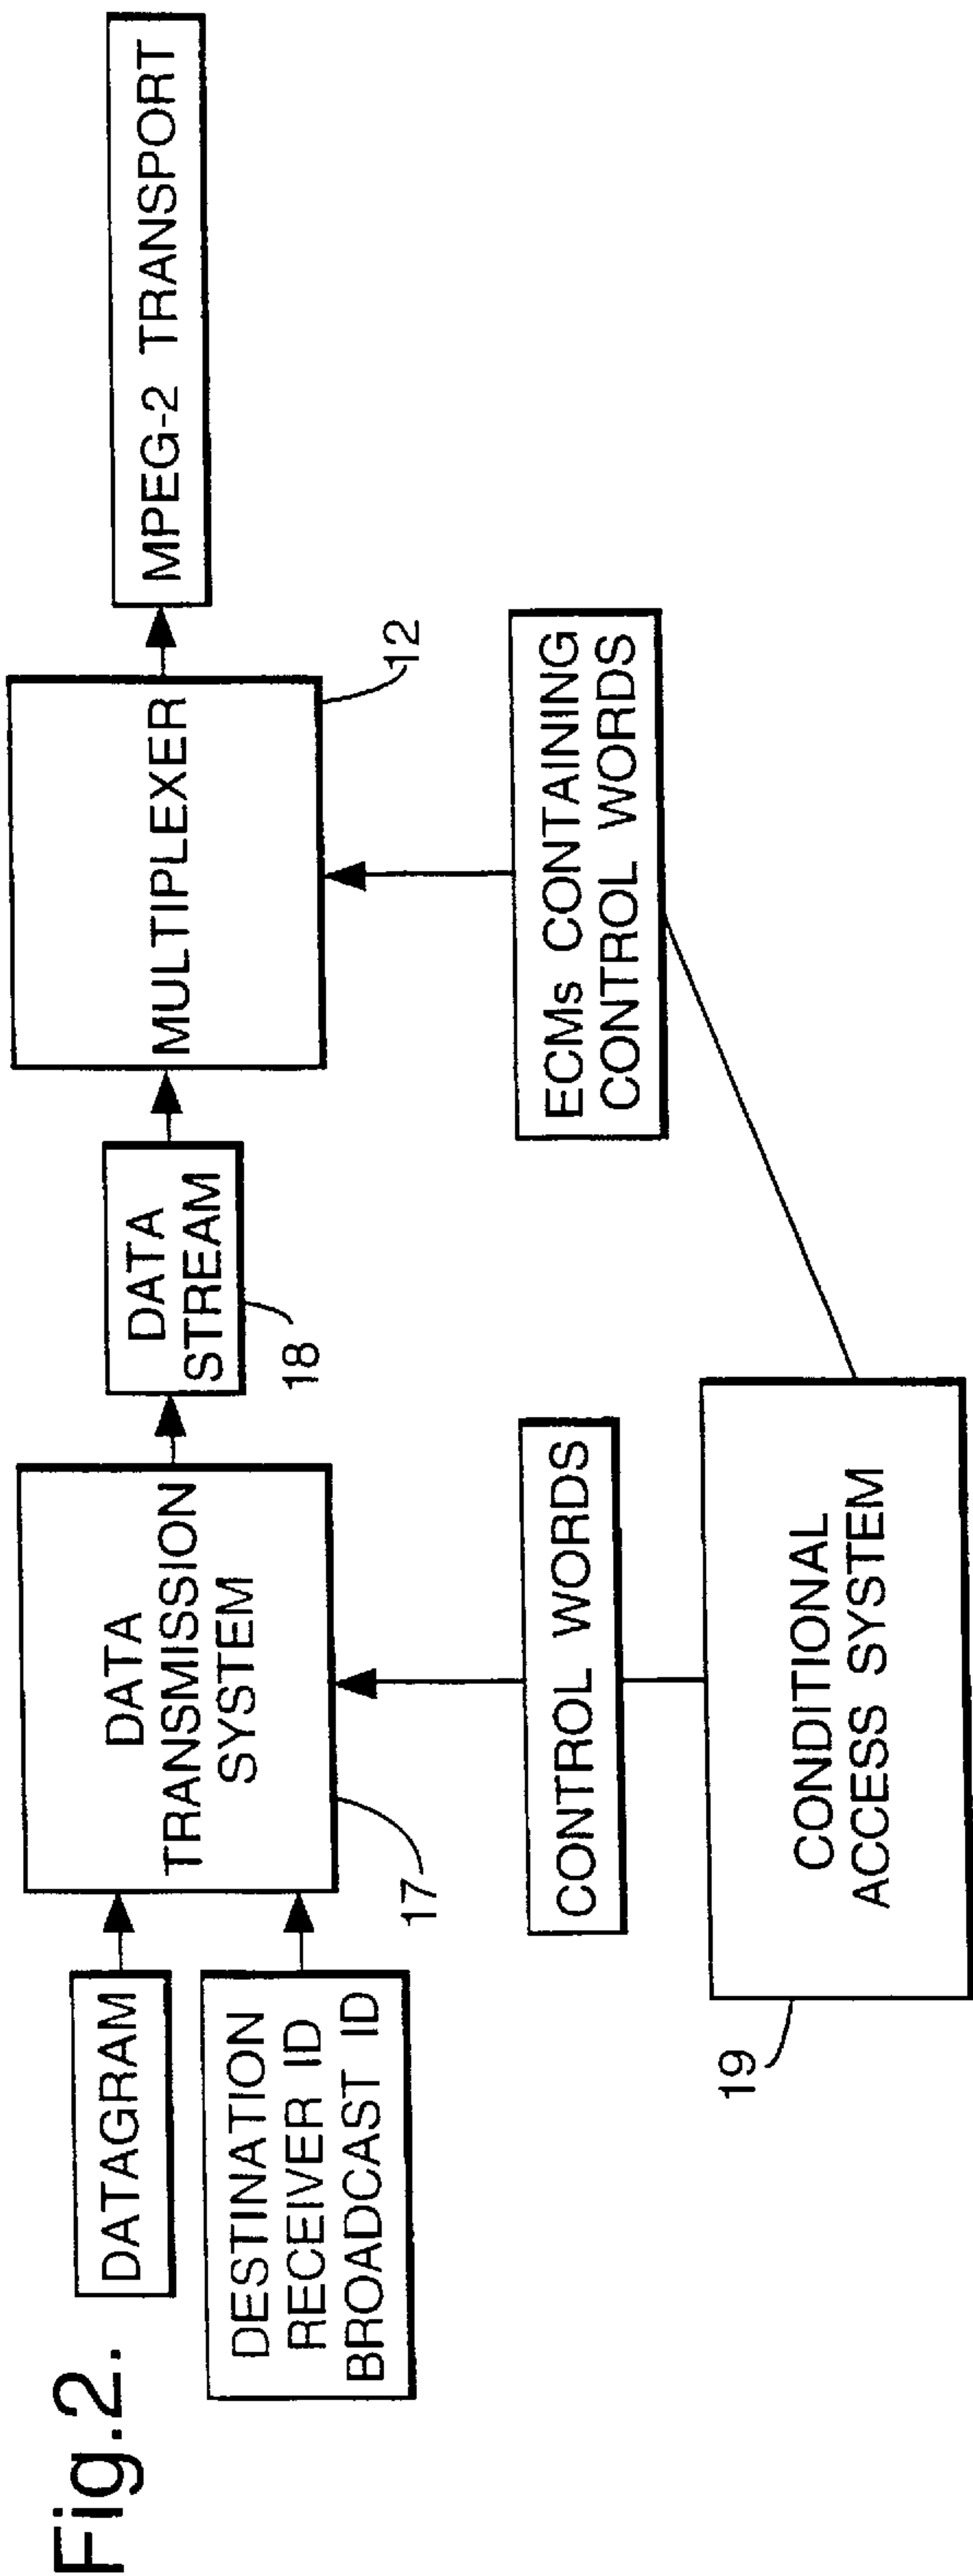 Fig.2.
DATAGRAM
DESTINATION
RECEIVER ID
BROADCAST ID
DATA
TRANSMISSION
SYSTEM
17
DATA
STREAM
18
MULTIPLEXER
12
MPEG-2 TRANSPORT
CONTROL WORDS
ECMs CONTAINING
CONTROL WORDS
CONDITIONAL
ACCESS SYSTEM
19